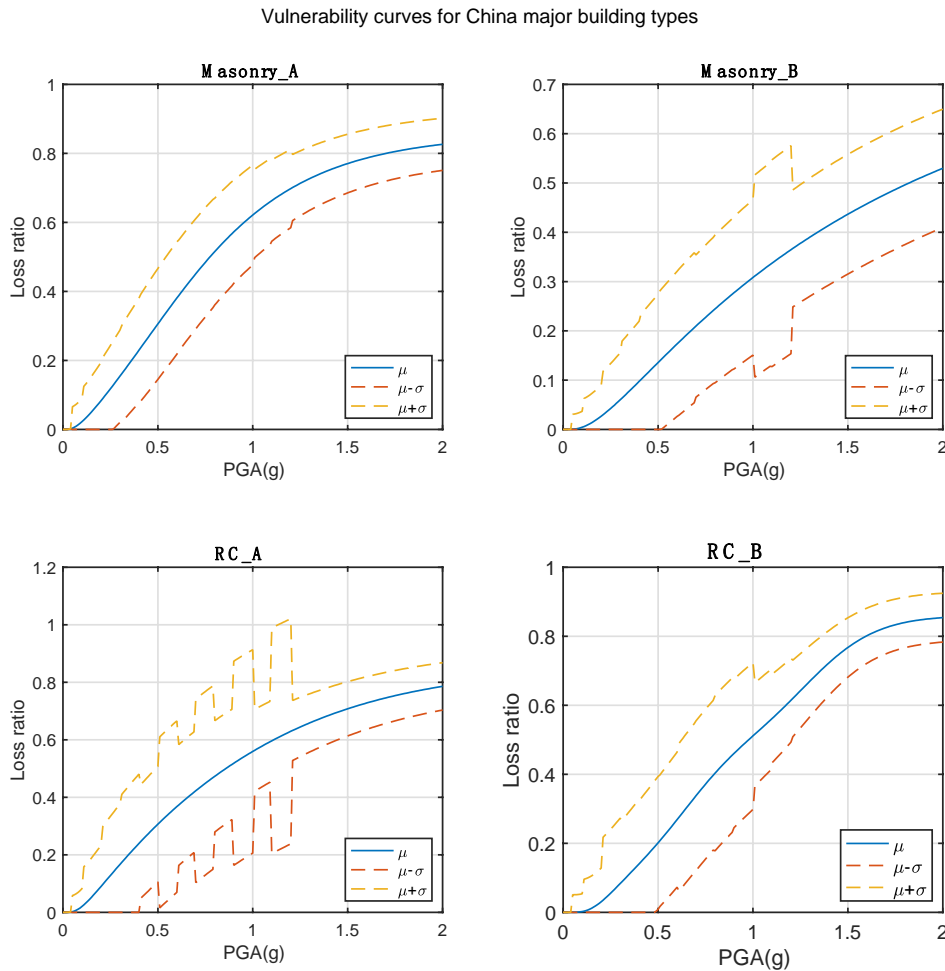 Vulnerability curves for China major building types
Masonry_A
1
0.8
0.6
0.4
0.2
0
Loss ratio
0
0.5
1
1.5
2
PGA(g)
μ
μ-σ
μ+σ
Masonry_B
0.7
0.6
0.5
0.4
0.3
0.2
0.1
0
Loss ratio
0
0.5
1
1.5
2
PGA(g)
μ
μ-σ
μ+σ
RC_A
1.2
1
0.8
0.6
0.4
0.2
0
Loss ratio
0
0.5
1
1.5
2
PGA(g)
μ
μ-σ
μ+σ
RC_B
1
0.8
0.6
0.4
0.2
0
Loss ratio
0
0.5
1
1.5
2
PGA(g)
μ
μ-σ
μ+σ